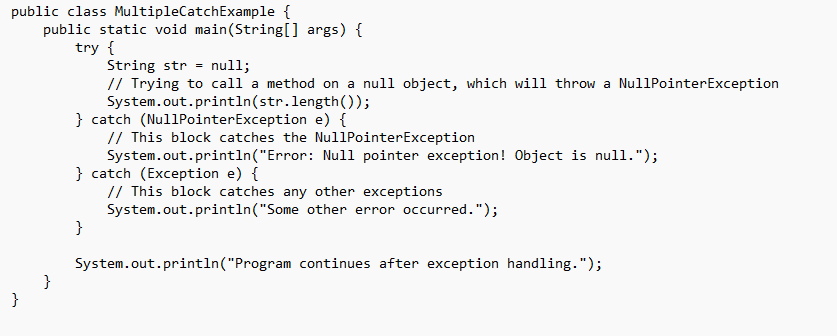 public class MultipleCatchExample {
    public static void main(String[] args) {
        try {
            String str = null;
            // Trying to call a method on a null object, which will throw a NullPointerException
            System.out.println(str.length());
        } catch (NullPointerException e) {
            // This block catches the NullPointerException
            System.out.println("Error: Null pointer exception! Object is null.");
        } catch (Exception e) {
            // This block catches any other exceptions
            System.out.println("Some other error occurred.");
        }

        System.out.println("Program continues after exception handling.");
    }
}